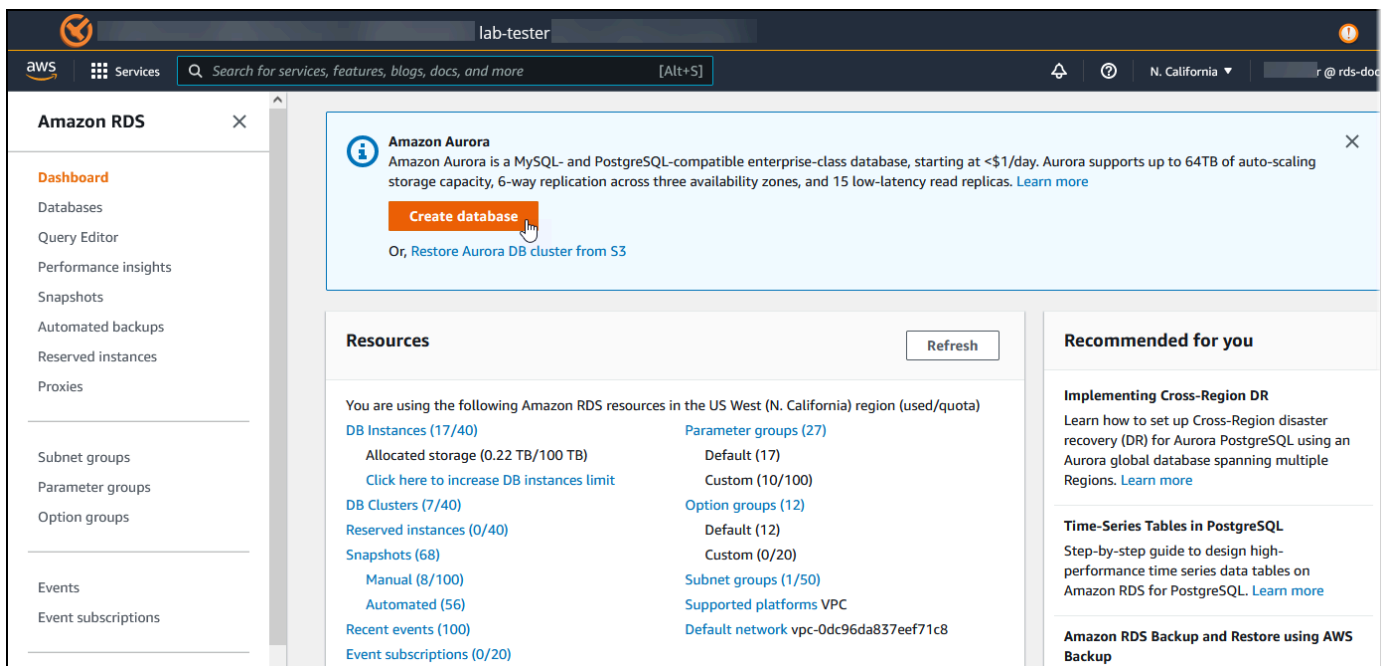 lab-tester
aws
Services
Search for services, features, blogs, docs, and more
[Alt+S]
N. California ▼
r @ rds-doc
Amazon RDS
Dashboard
Databases
Query Editor
Performance insights
Snapshots
Automated backups
Reserved instances
Proxies
Subnet groups
Parameter groups
Option groups
Events
Event subscriptions
Amazon Aurora
Amazon Aurora is a MySQL- and PostgreSQL-compatible enterprise-class database, starting at <$1/day. Aurora supports up to 64TB of auto-scaling
storage capacity, 6-way replication across three availability zones, and 15 low-latency read replicas. Learn more
Create database
Or, Restore Aurora DB cluster from S3
Resources
Refresh
You are using the following Amazon RDS resources in the US West (N. California) region (used/quota)
DB Instances (17/40)
Allocated storage (0.22 TB/100 TB)
Click here to increase DB instances limit
DB Clusters (7/40)
Reserved instances (0/40)
Snapshots (68)
Manual (8/100)
Automated (56)
Recent events (100)
Event subscriptions (0/20)
Parameter groups (27)
Default (17)
Custom (10/100)
Option groups (12)
Default (12)
Custom (0/20)
Subnet groups (1/50)
Supported platforms VPC
Default network vpc-0dc96da837eef71c8
Recommended for you
Implementing Cross-Region DR
Learn how to set up Cross-Region disaster
recovery (DR) for Aurora PostgreSQL using an
Aurora global database spanning multiple
Regions. Learn more
Time-Series Tables in PostgreSQL
Step-by-step guide to design high-
performance time series data tables on
Amazon RDS for PostgreSQL. Learn more
Amazon RDS Backup and Restore using AWS
Backup